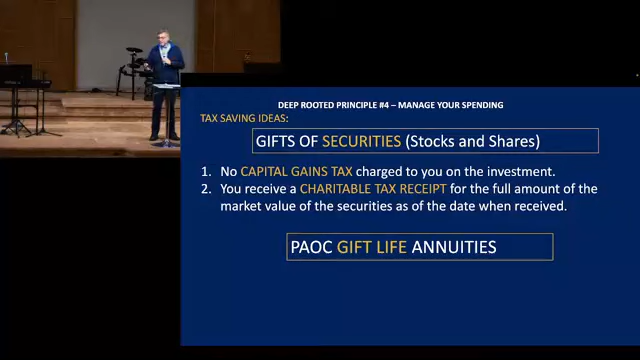 DEEP ROOTED PRINCIPLE #4 – MANAGE YOUR SPENDING
TAX SAVING IDEAS:
GIFTS OF SECURITIES (Stocks and Shares)
1. No CAPITAL GAINS TAX charged to you on the investment.
2. You receive a CHARITABLE TAX RECEIPT for the full amount of the
market value of the securities as of the date when received.
PAOC GIFT LIFE ANNUITIES